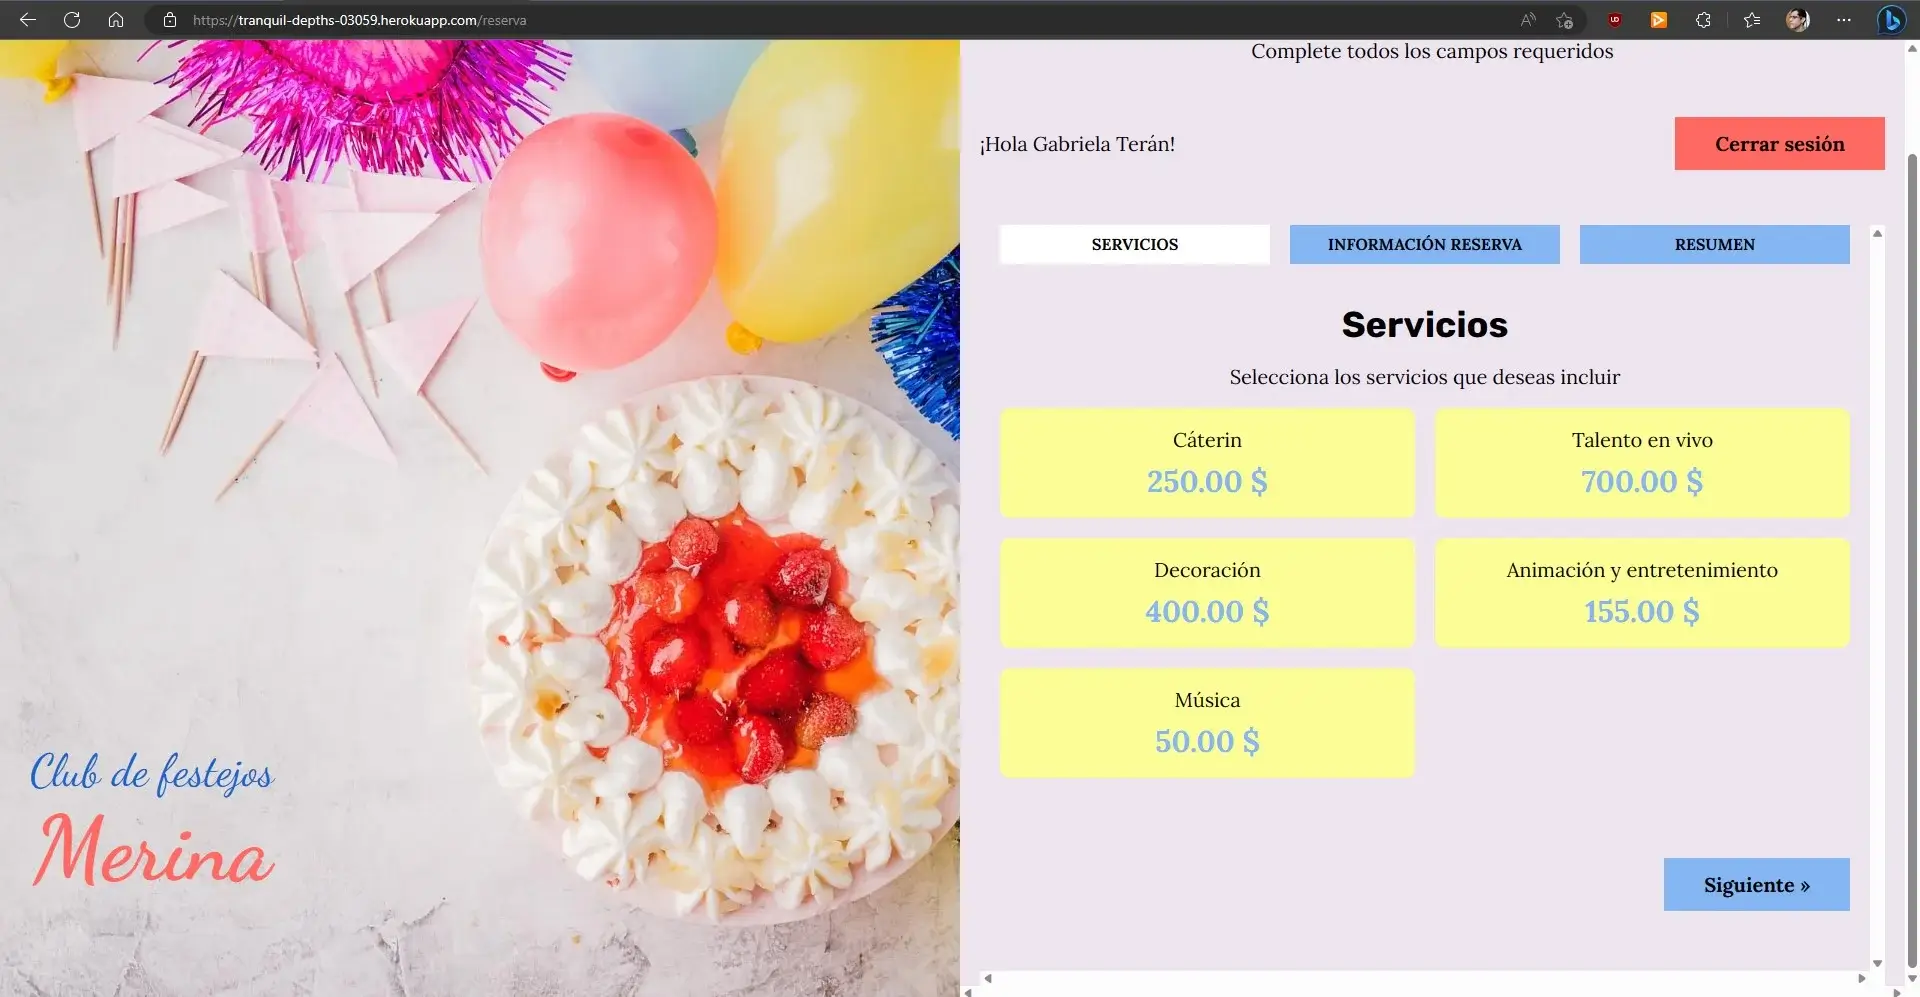 https://tranquil-depths-03059.herokuapp.com/reserva
Complete todos los campos requeridos
¡Hola Gabriela Terán!
Cerrar sesión
SERVICIOS
INFORMACIÓN RESERVA
RESUMEN
Servicios
Selecciona los servicios que deseas incluir
Cáterin
250.00 $
Talento en vivo
700.00 $
Decoración
400.00 $
Animación y entretenimiento
155.00 $
Música
50.00 $
Siguiente »
Club de festejos
Merina